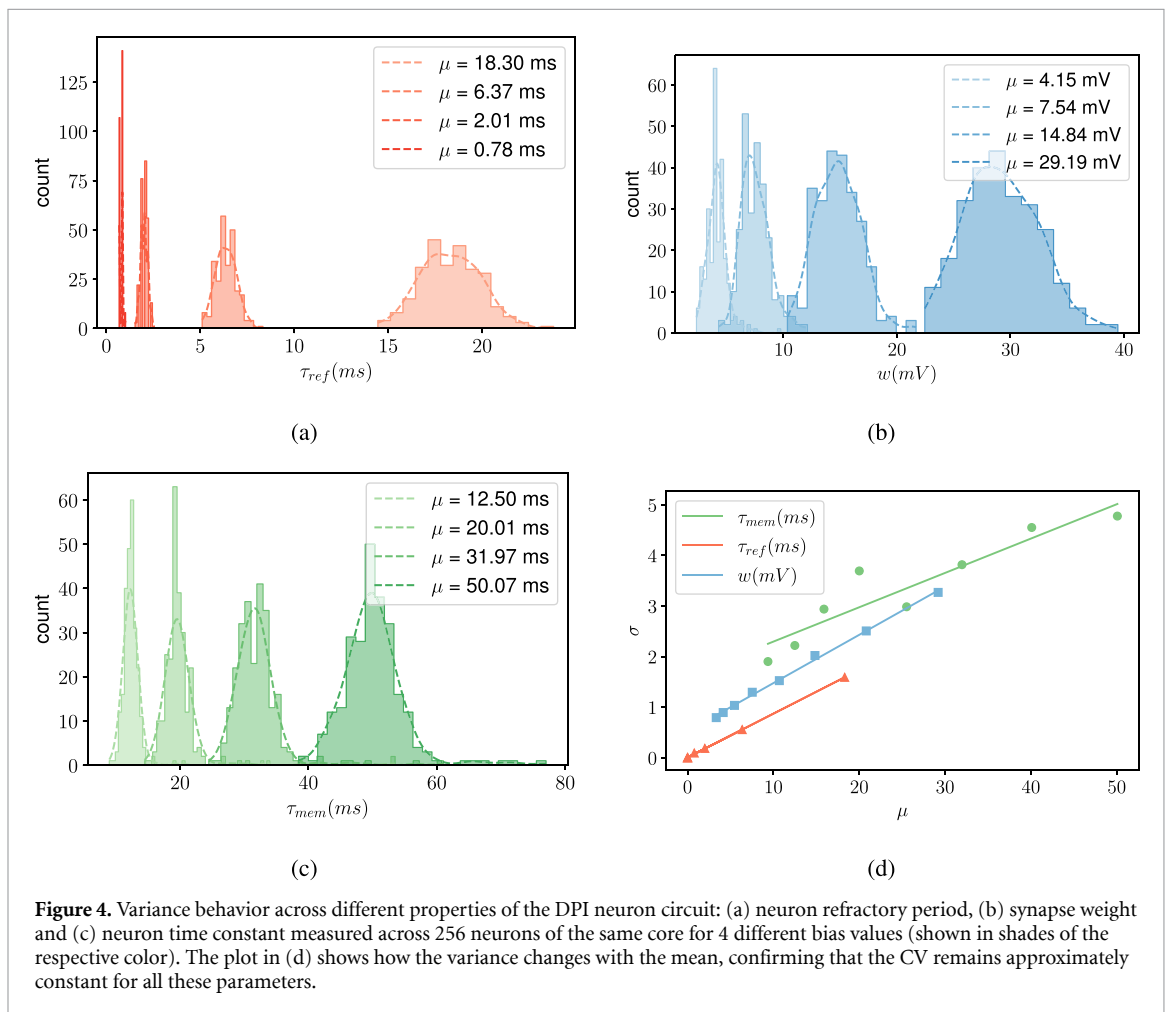 125
100
75
50
25
0
count
0
5
10
15
20
τ_ref(ms)
μ = 18.30 ms
μ = 6.37 ms
μ = 2.01 ms
μ = 0.78 ms
(a)
60
50
40
30
20
10
0
count
10
20
30
40
w(mV)
μ = 4.15 mV
μ = 7.54 mV
μ = 14.84 mV
μ = 29.19 mV
(b)
60
50
40
30
20
10
0
count
20
40
60
80
τ_mem(ms)
μ = 12.50 ms
μ = 20.01 ms
μ = 31.97 ms
μ = 50.07 ms
(c)
5
4
3
2
1
0
σ
0
10
20
30
40
50
μ
τ_mem(ms)
τ_ref(ms)
w(mV)
(d)
Figure 4. Variance behavior across different properties of the DPI neuron circuit: (a) neuron refractory period, (b) synapse weight
and (c) neuron time constant measured across 256 neurons of the same core for 4 different bias values (shown in shades of the
respective color). The plot in (d) shows how the variance changes with the mean, confirming that the CV remains approximately
constant for all these parameters.